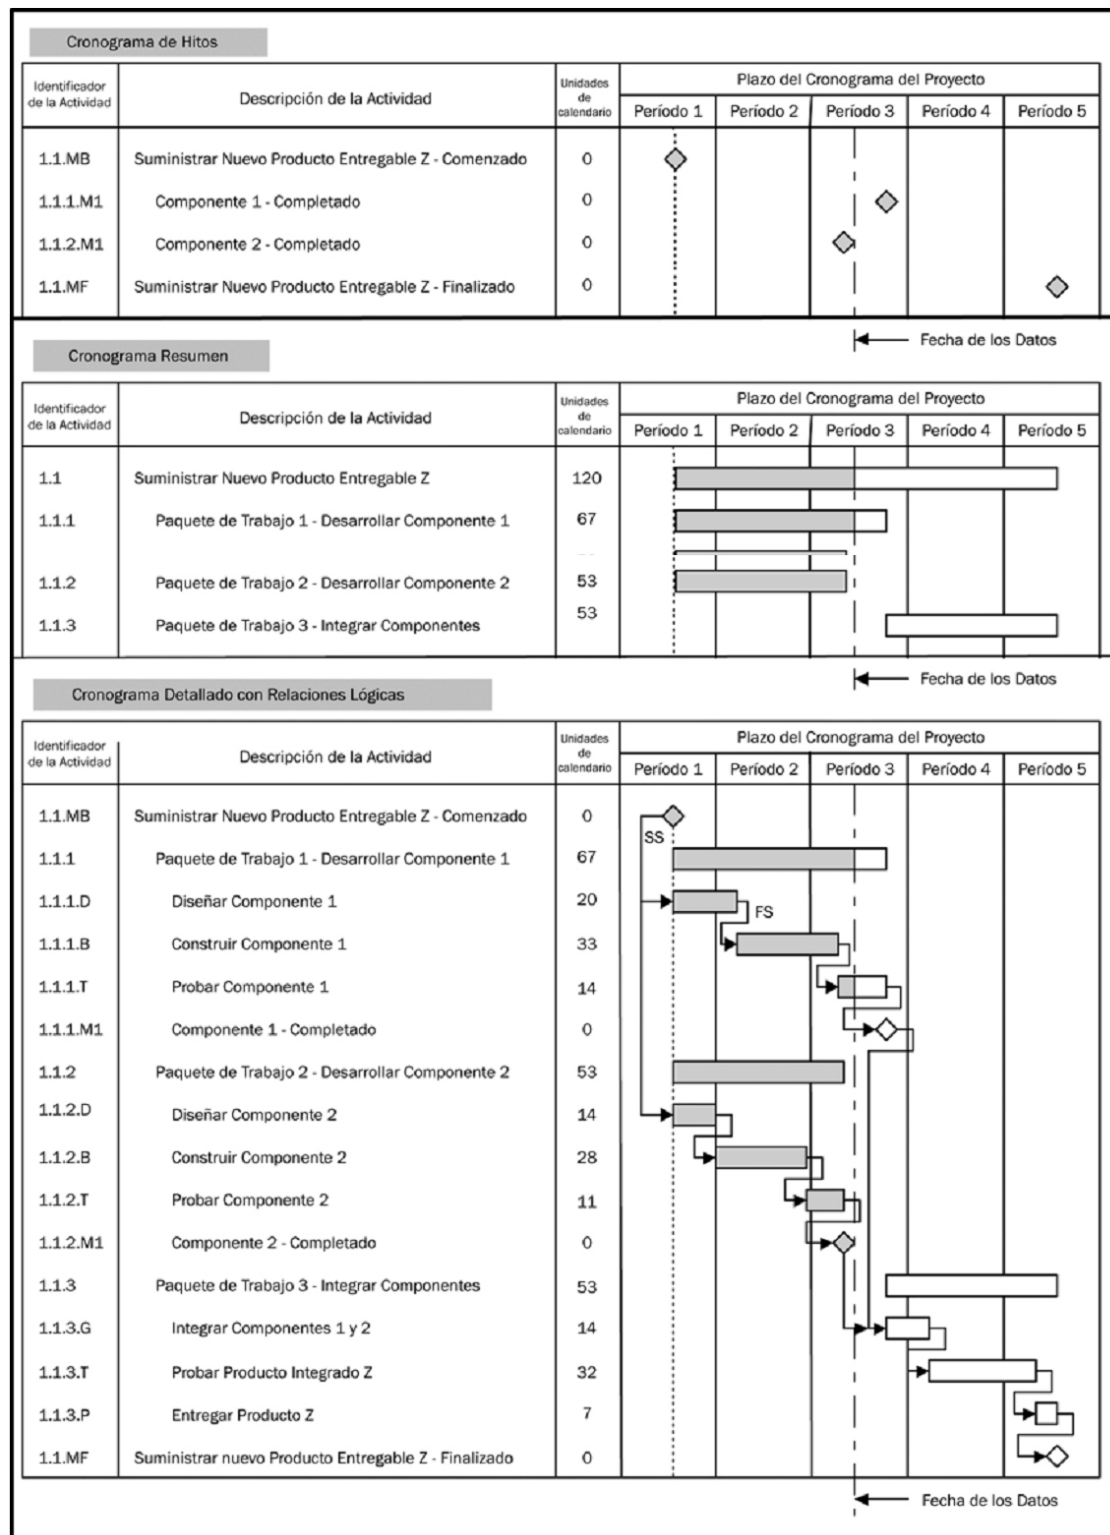 Cronograma de Hitos
Identificador de la Actividad Descripción de la Actividad Unidades de calendario Plazo del Cronograma del Proyecto
Período 1 Período 2 Período 3 Período 4 Período 5
1.1.MB Suministrar Nuevo Producto Entregable Z - Comenzado 0
1.1.1.M1 Componente 1 - Completado 0
1.1.2.M1 Componente 2 - Completado 0
1.1.MF Suministrar Nuevo Producto Entregable Z - Finalizado 0
Fecha de los Datos
Cronograma Resumen
Identificador de la Actividad Descripción de la Actividad Unidades de calendario Plazo del Cronograma del Proyecto
Período 1 Período 2 Período 3 Período 4 Período 5
1.1 Suministrar Nuevo Producto Entregable Z 120
1.1.1 Paquete de Trabajo 1 - Desarrollar Componente 1 67
1.1.2 Paquete de Trabajo 2 - Desarrollar Componente 2 53
1.1.3 Paquete de Trabajo 3 - Integrar Componentes 53
Fecha de los Datos
Cronograma Detallado con Relaciones Lógicas
Identificador de la Actividad Descripción de la Actividad Unidades de calendario Plazo del Cronograma del Proyecto
Período 1 Período 2 Período 3 Período 4 Período 5
1.1.MB Suministrar Nuevo Producto Entregable Z - Comenzado 0
SS
1.1.1 Paquete de Trabajo 1 - Desarrollar Componente 1 67
1.1.1.D Diseñar Componente 1 20
FS
1.1.1.B Construir Componente 1 33
1.1.1.T Probar Componente 1 14
1.1.1.M1 Componente 1 - Completado 0
1.1.2 Paquete de Trabajo 2 - Desarrollar Componente 2 53
1.1.2.D Diseñar Componente 2 14
1.1.2.B Construir Componente 2 28
1.1.2.T Probar Componente 2 11
1.1.2.M1 Componente 2 - Completado 0
1.1.3 Paquete de Trabajo 3 - Integrar Componentes 53
1.1.3.G Integrar Componentes 1 y 2 14
1.1.3.T Probar Producto Integrado Z 32
1.1.3.P Entregar Producto Z 7
1.1.MF Suministrar nuevo Producto Entregable Z - Finalizado 0
Fecha de los Datos